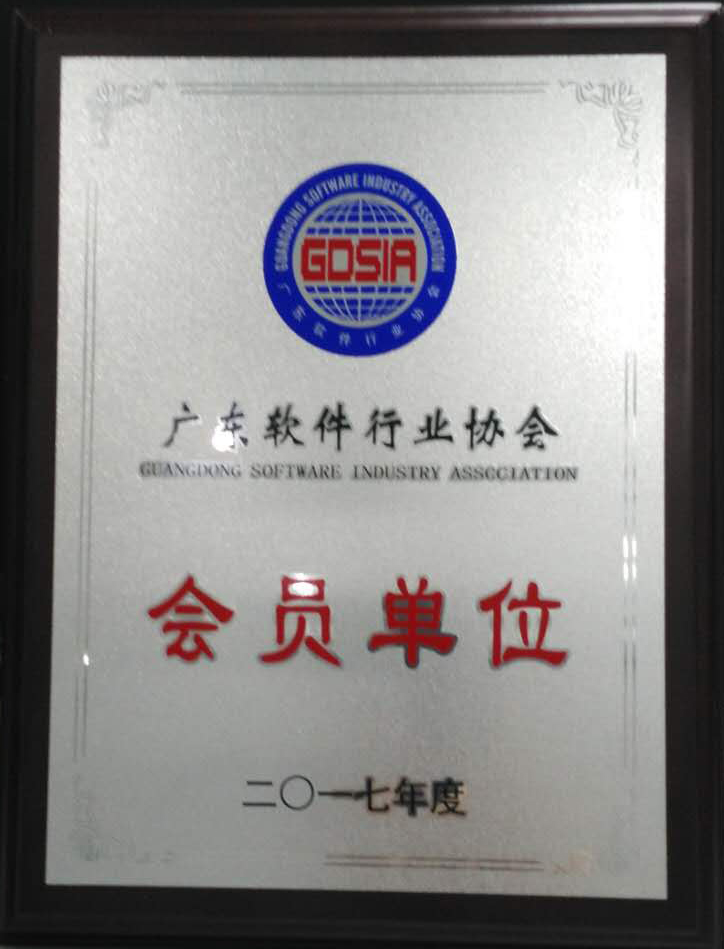 GUANGDONG SOFTWARE INDUSTRY ASSOCIATION
GDSIA
广东软件行业协会
广东软件行业协会
GUANGDONG SOFTWARE INDUSTRY ASSOCIATION
会员单位
二〇一七年度